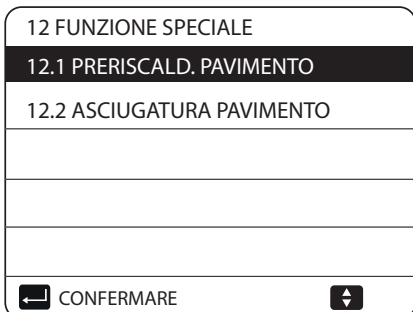 12 FUNZIONE SPECIALE
12.1 PRERISCALD. PAVIMENTO
12.2 ASCIUGATURA PAVIMENTO
CONFERMARE